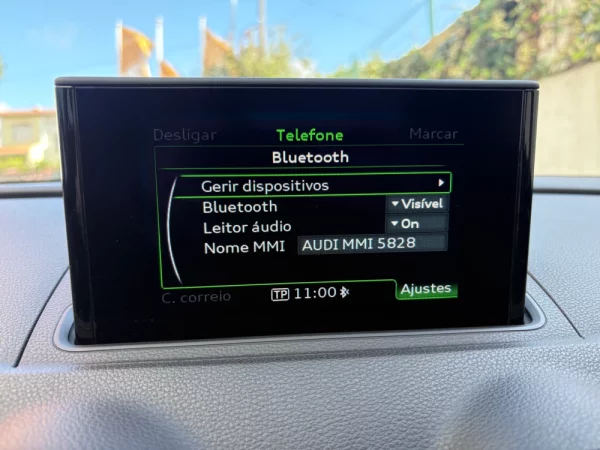 Desligar Telefone Marcar
Bluetooth
Gerir dispositivos
Bluetooth Visível
Leitor áudio On
Nome MMI AUDI MMI 5828
C. correio TP 11:00 Ajustes